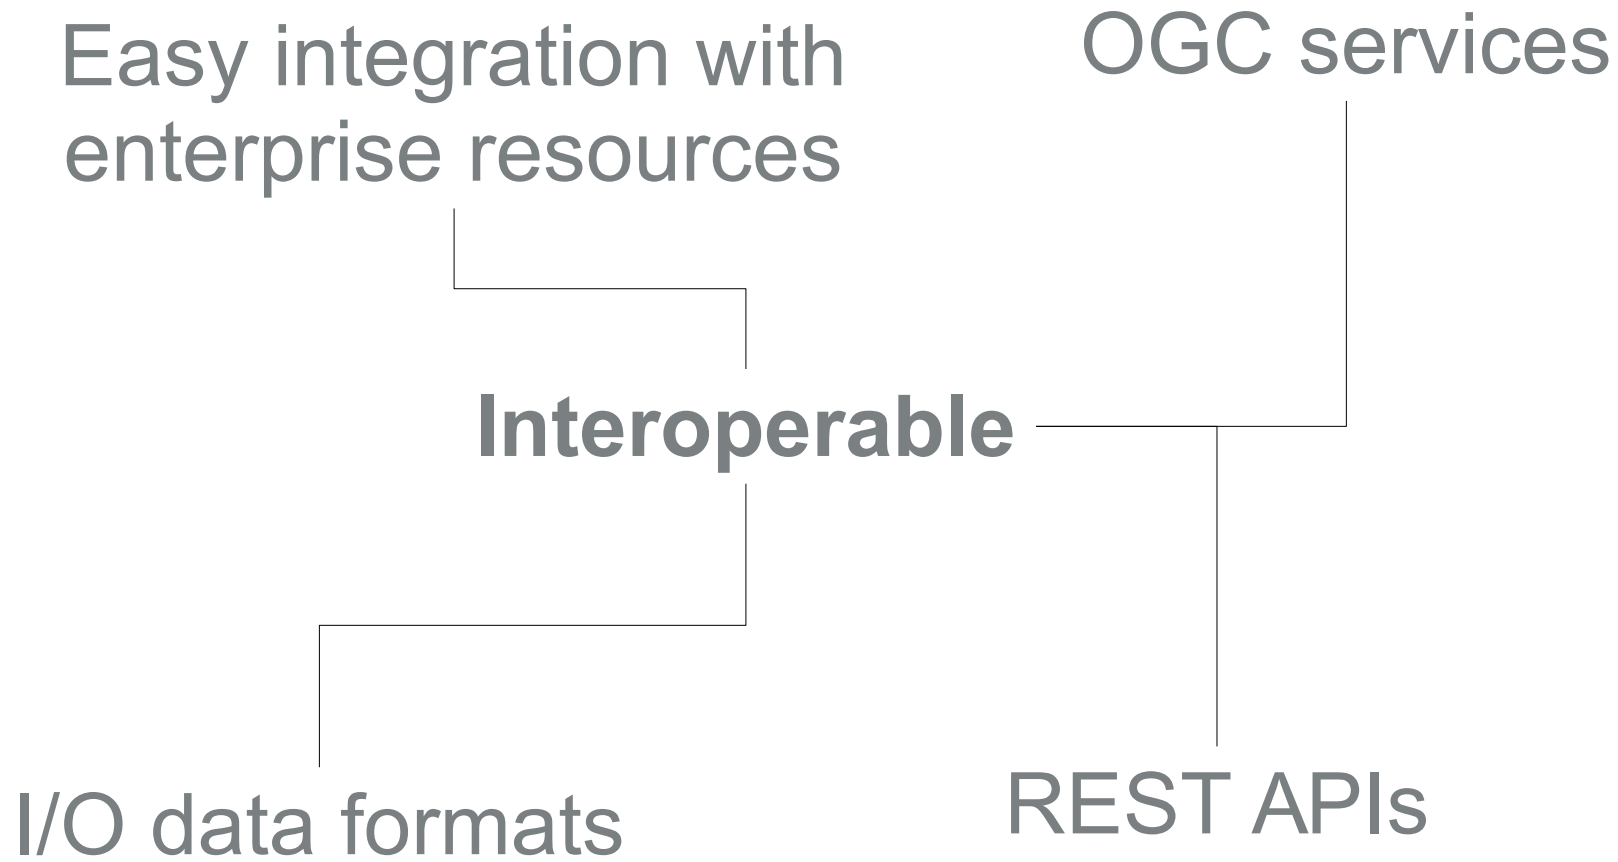 Easy integration with
enterprise resources
OGC services
Interoperable
I/O data formats
REST APIs